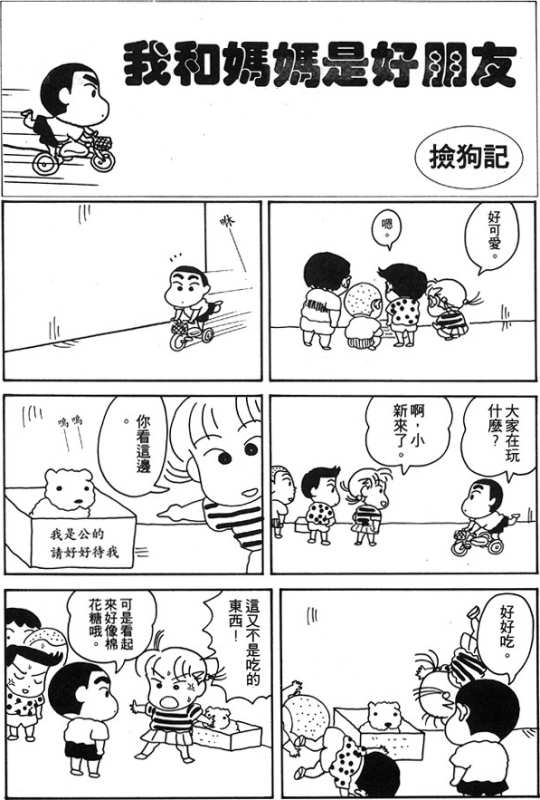 我和媽媽是好朋友
撿狗記
好可愛。
嗯。
咻
大家在玩
什麼?
啊,小
新來了。
你看這邊
。
嗚嗚
我是公的
請好好待我
好好吃。
這又不是吃的
東西!
可是看起
來好像棉
花糖哦。